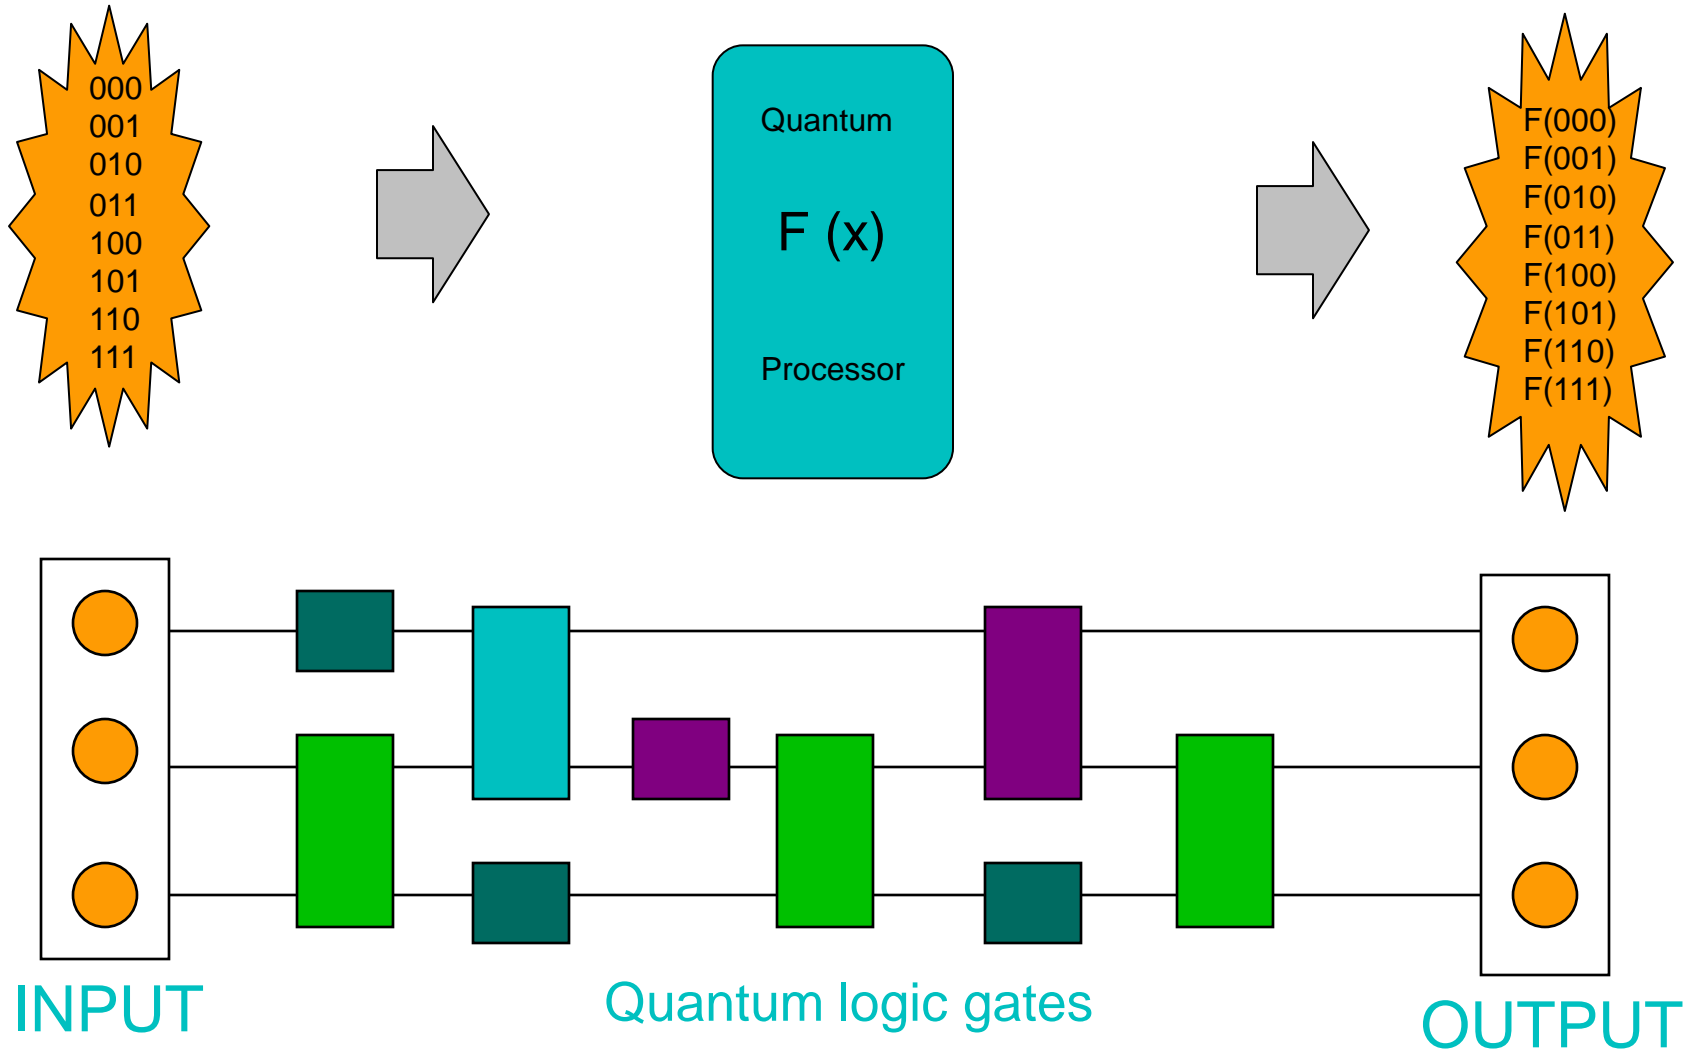 000
001
010
011
100
101
110
111
Quantum
F (x)
Processor
F(000)
F(001)
F(010)
F(011)
F(100)
F(101)
F(110)
F(111)
INPUT
Quantum logic gates
OUTPUT